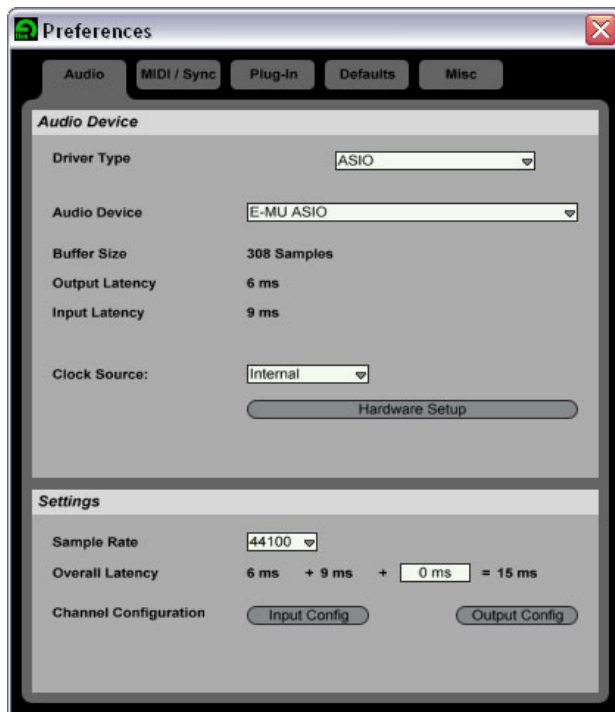 Preferences
Audio MIDI / Sync Plug-In Defaults Misc
Audio Device
Driver Type ASIO
Audio Device E-MU ASIO
Buffer Size 308 Samples
Output Latency 6 ms
Input Latency 9 ms
Clock Source: Internal
Hardware Setup
Settings
Sample Rate 44100
Overall Latency 6 ms + 9 ms + 0 ms = 15 ms
Channel Configuration Input Config Output Config